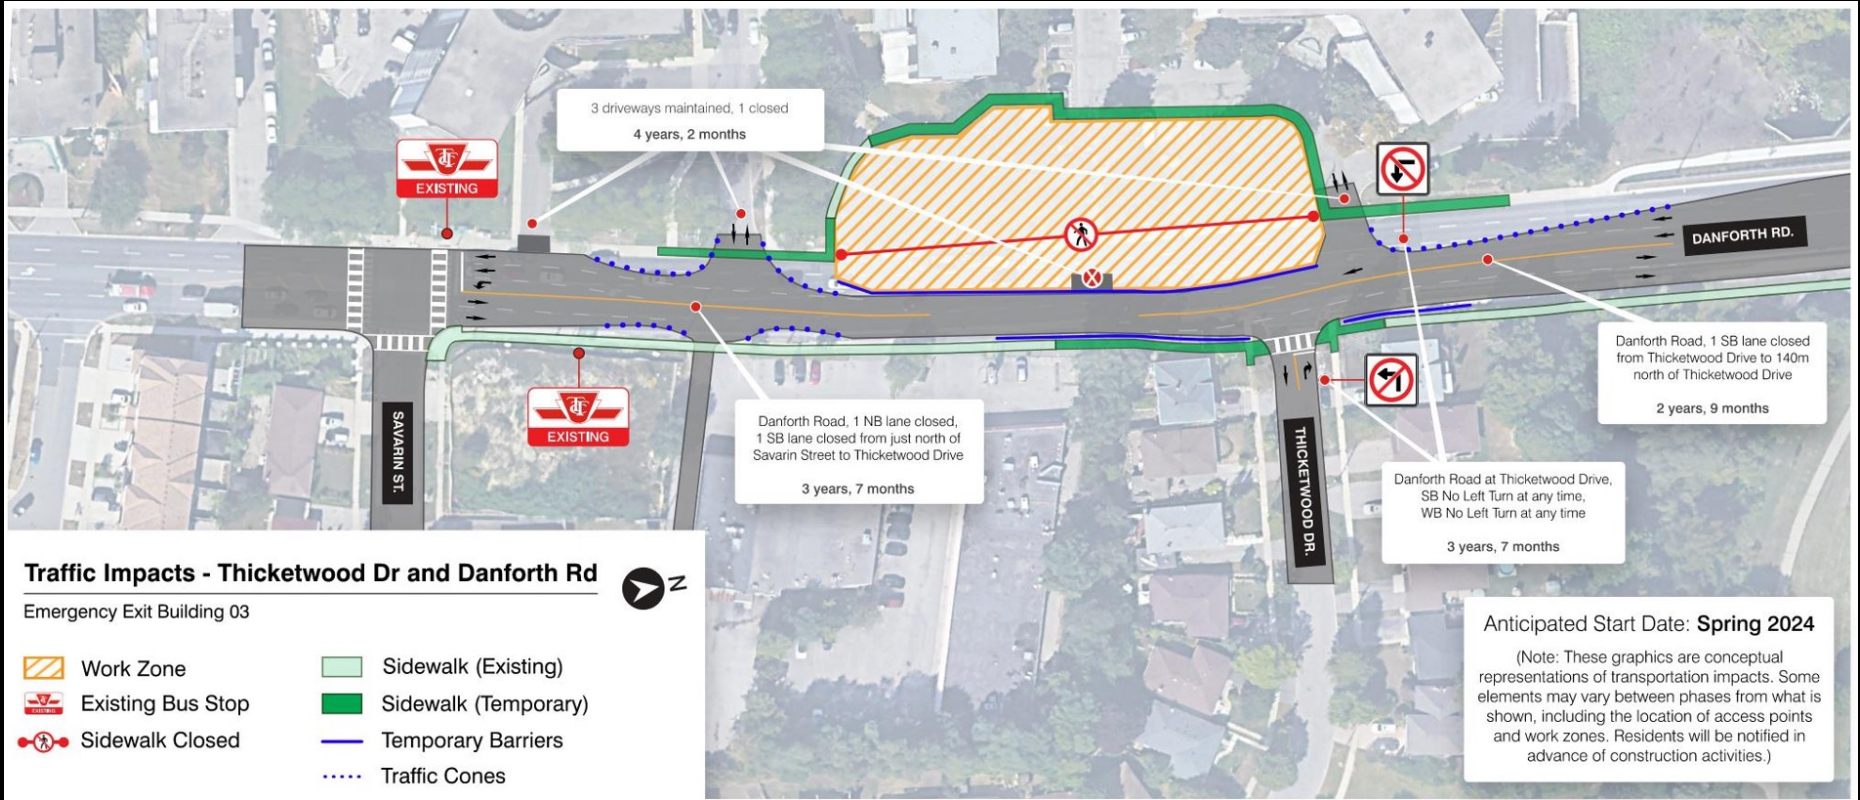 3 driveways maintained, 1 closed
4 years, 2 months
EXISTING
DANFORTH RD.
Danforth Road, 1 SB lane closed
from Thicketwood Drive to 140m
north of Thicketwood Drive
2 years, 9 months
EXISTING
SAVARIN ST.
Danforth Road, 1 NB lane closed,
1 SB lane closed from just north of
Savarin Street to Thicketwood Drive
3 years, 7 months
THICKETWOOD DR.
Danforth Road at Thicketwood Drive,
SB No Left Turn at any time,
WB No Left Turn at any time
3 years, 7 months
Traffic Impacts - Thicketwood Dr and Danforth Rd
Emergency Exit Building 03
N
Work Zone
EXISTING
Existing Bus Stop
Sidewalk Closed
Sidewalk (Existing)
Sidewalk (Temporary)
Temporary Barriers
Traffic Cones
Anticipated Start Date: Spring 2024
(Note: These graphics are conceptual
representations of transportation impacts. Some
elements may vary between phases from what is
shown, including the location of access points
and work zones. Residents will be notified in
advance of construction activities.)